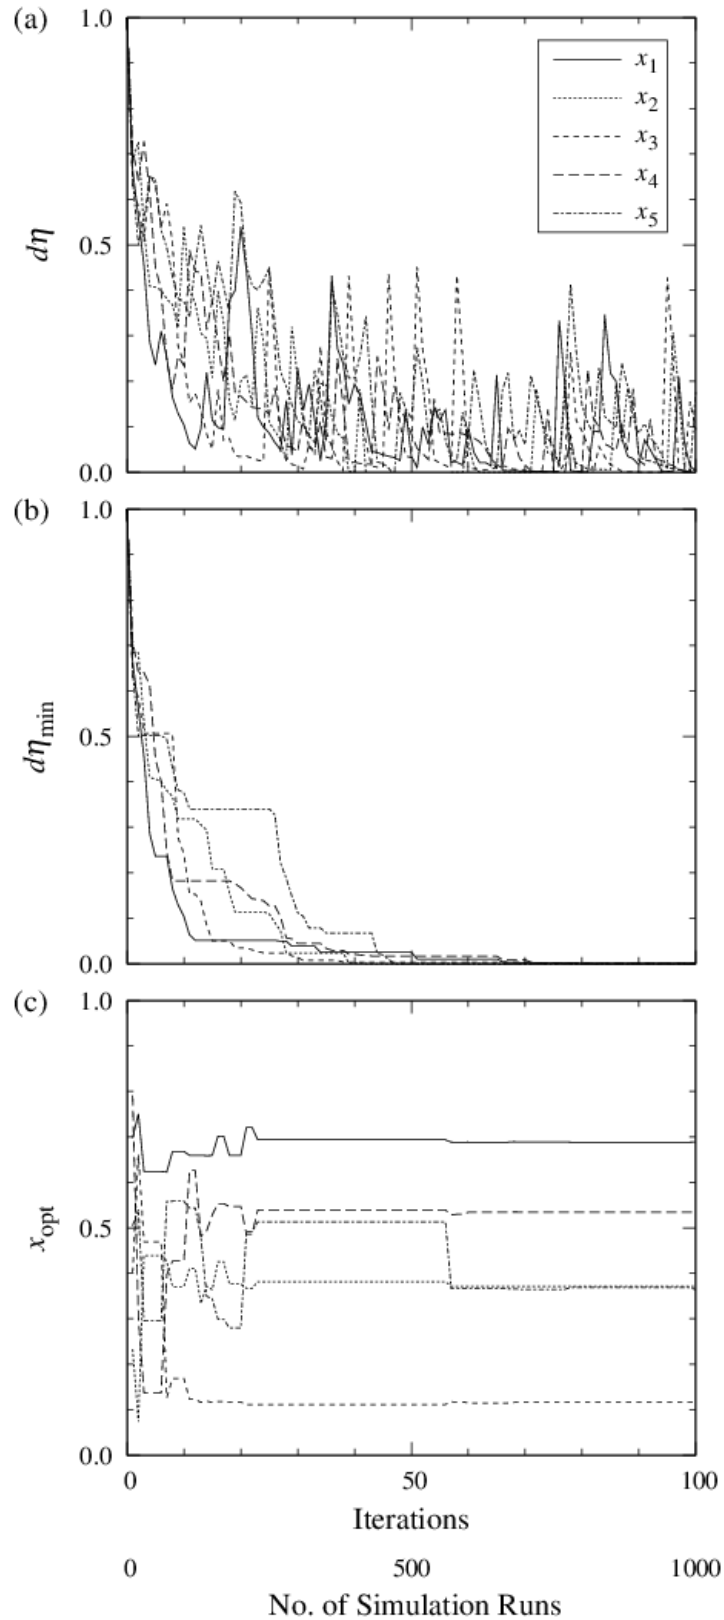 (a)
1.0
0.5
0.0
dη
x1
x2
x3
x4
x5
(b)
1.0
0.5
0.0
dηmin
(c)
1.0
0.5
0.0
xopt
0 50 100
Iterations
0 500 1000
No. of Simulation Runs